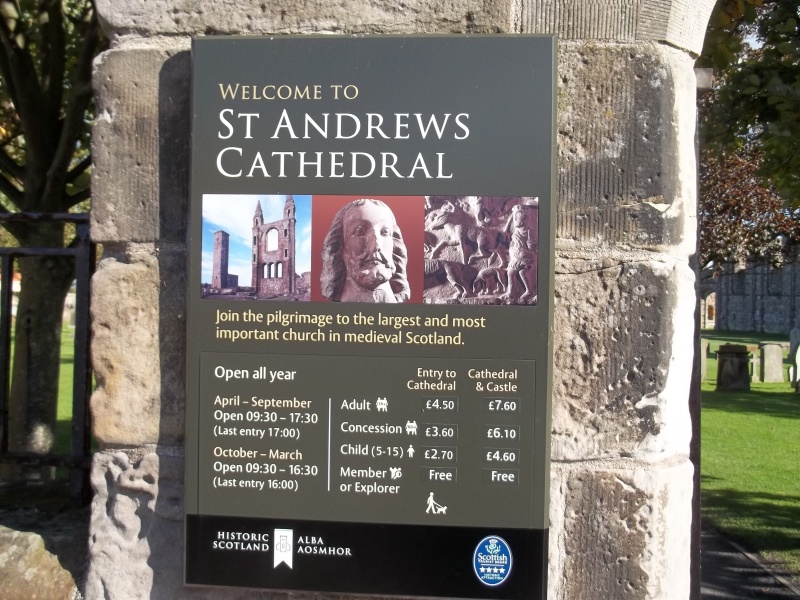 WELCOME TO
ST ANDREWS
CATHEDRAL
Join the pilgrimage to the largest and most
important church in medieval Scotland.
Open all year
April – September
Open 09:30 – 17:30
(Last entry 17:00)
October – March
Open 09:30 – 16:30
(Last entry 16:00)
Entry to Cathedral Cathedral & Castle
Adult £4.50 £7.60
Concession £3.60 £6.10
Child (5-15) £2.70 £4.60
Member or Explorer Free Free
HISTORIC SCOTLAND
ALBA AOSMHOR
Scottish